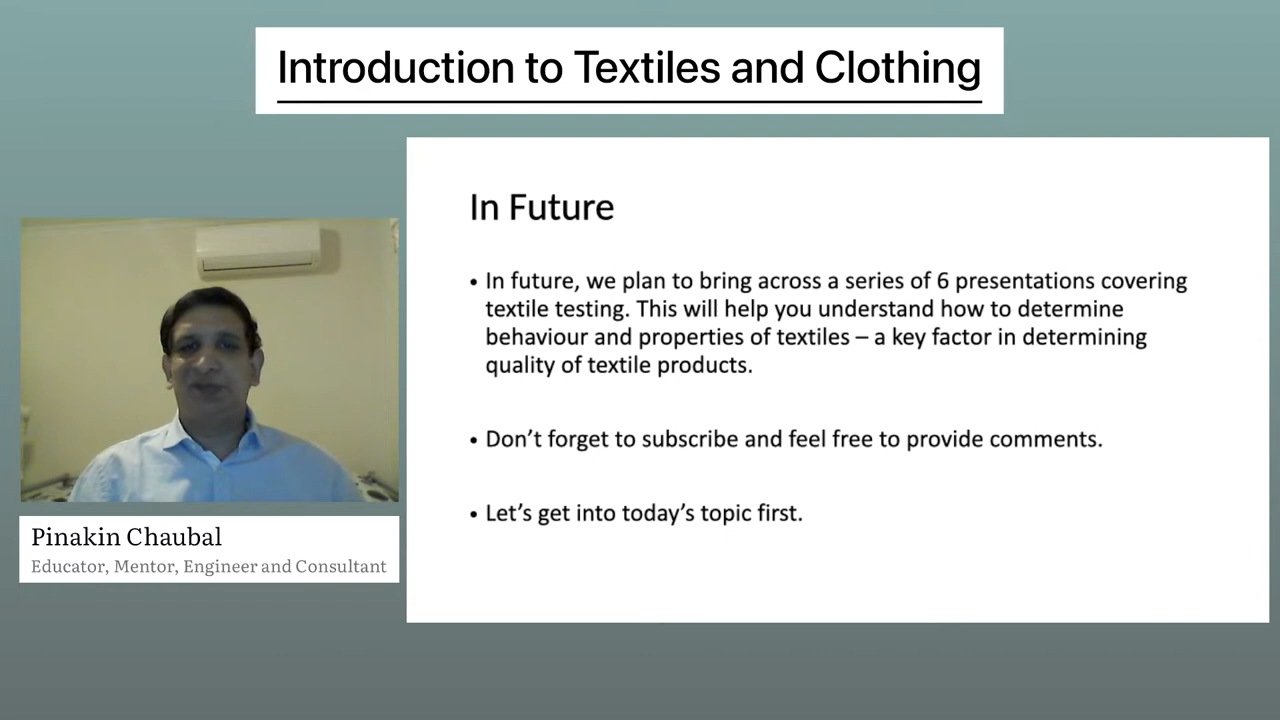 Introduction to Textiles and Clothing
In Future
• In future, we plan to bring across a series of 6 presentations covering
textile testing. This will help you understand how to determine
behaviour and properties of textiles – a key factor in determining
quality of textile products.
• Don’t forget to subscribe and feel free to provide comments.
• Let’s get into today’s topic first.
Pinakin Chaubal
Educator, Mentor, Engineer and Consultant